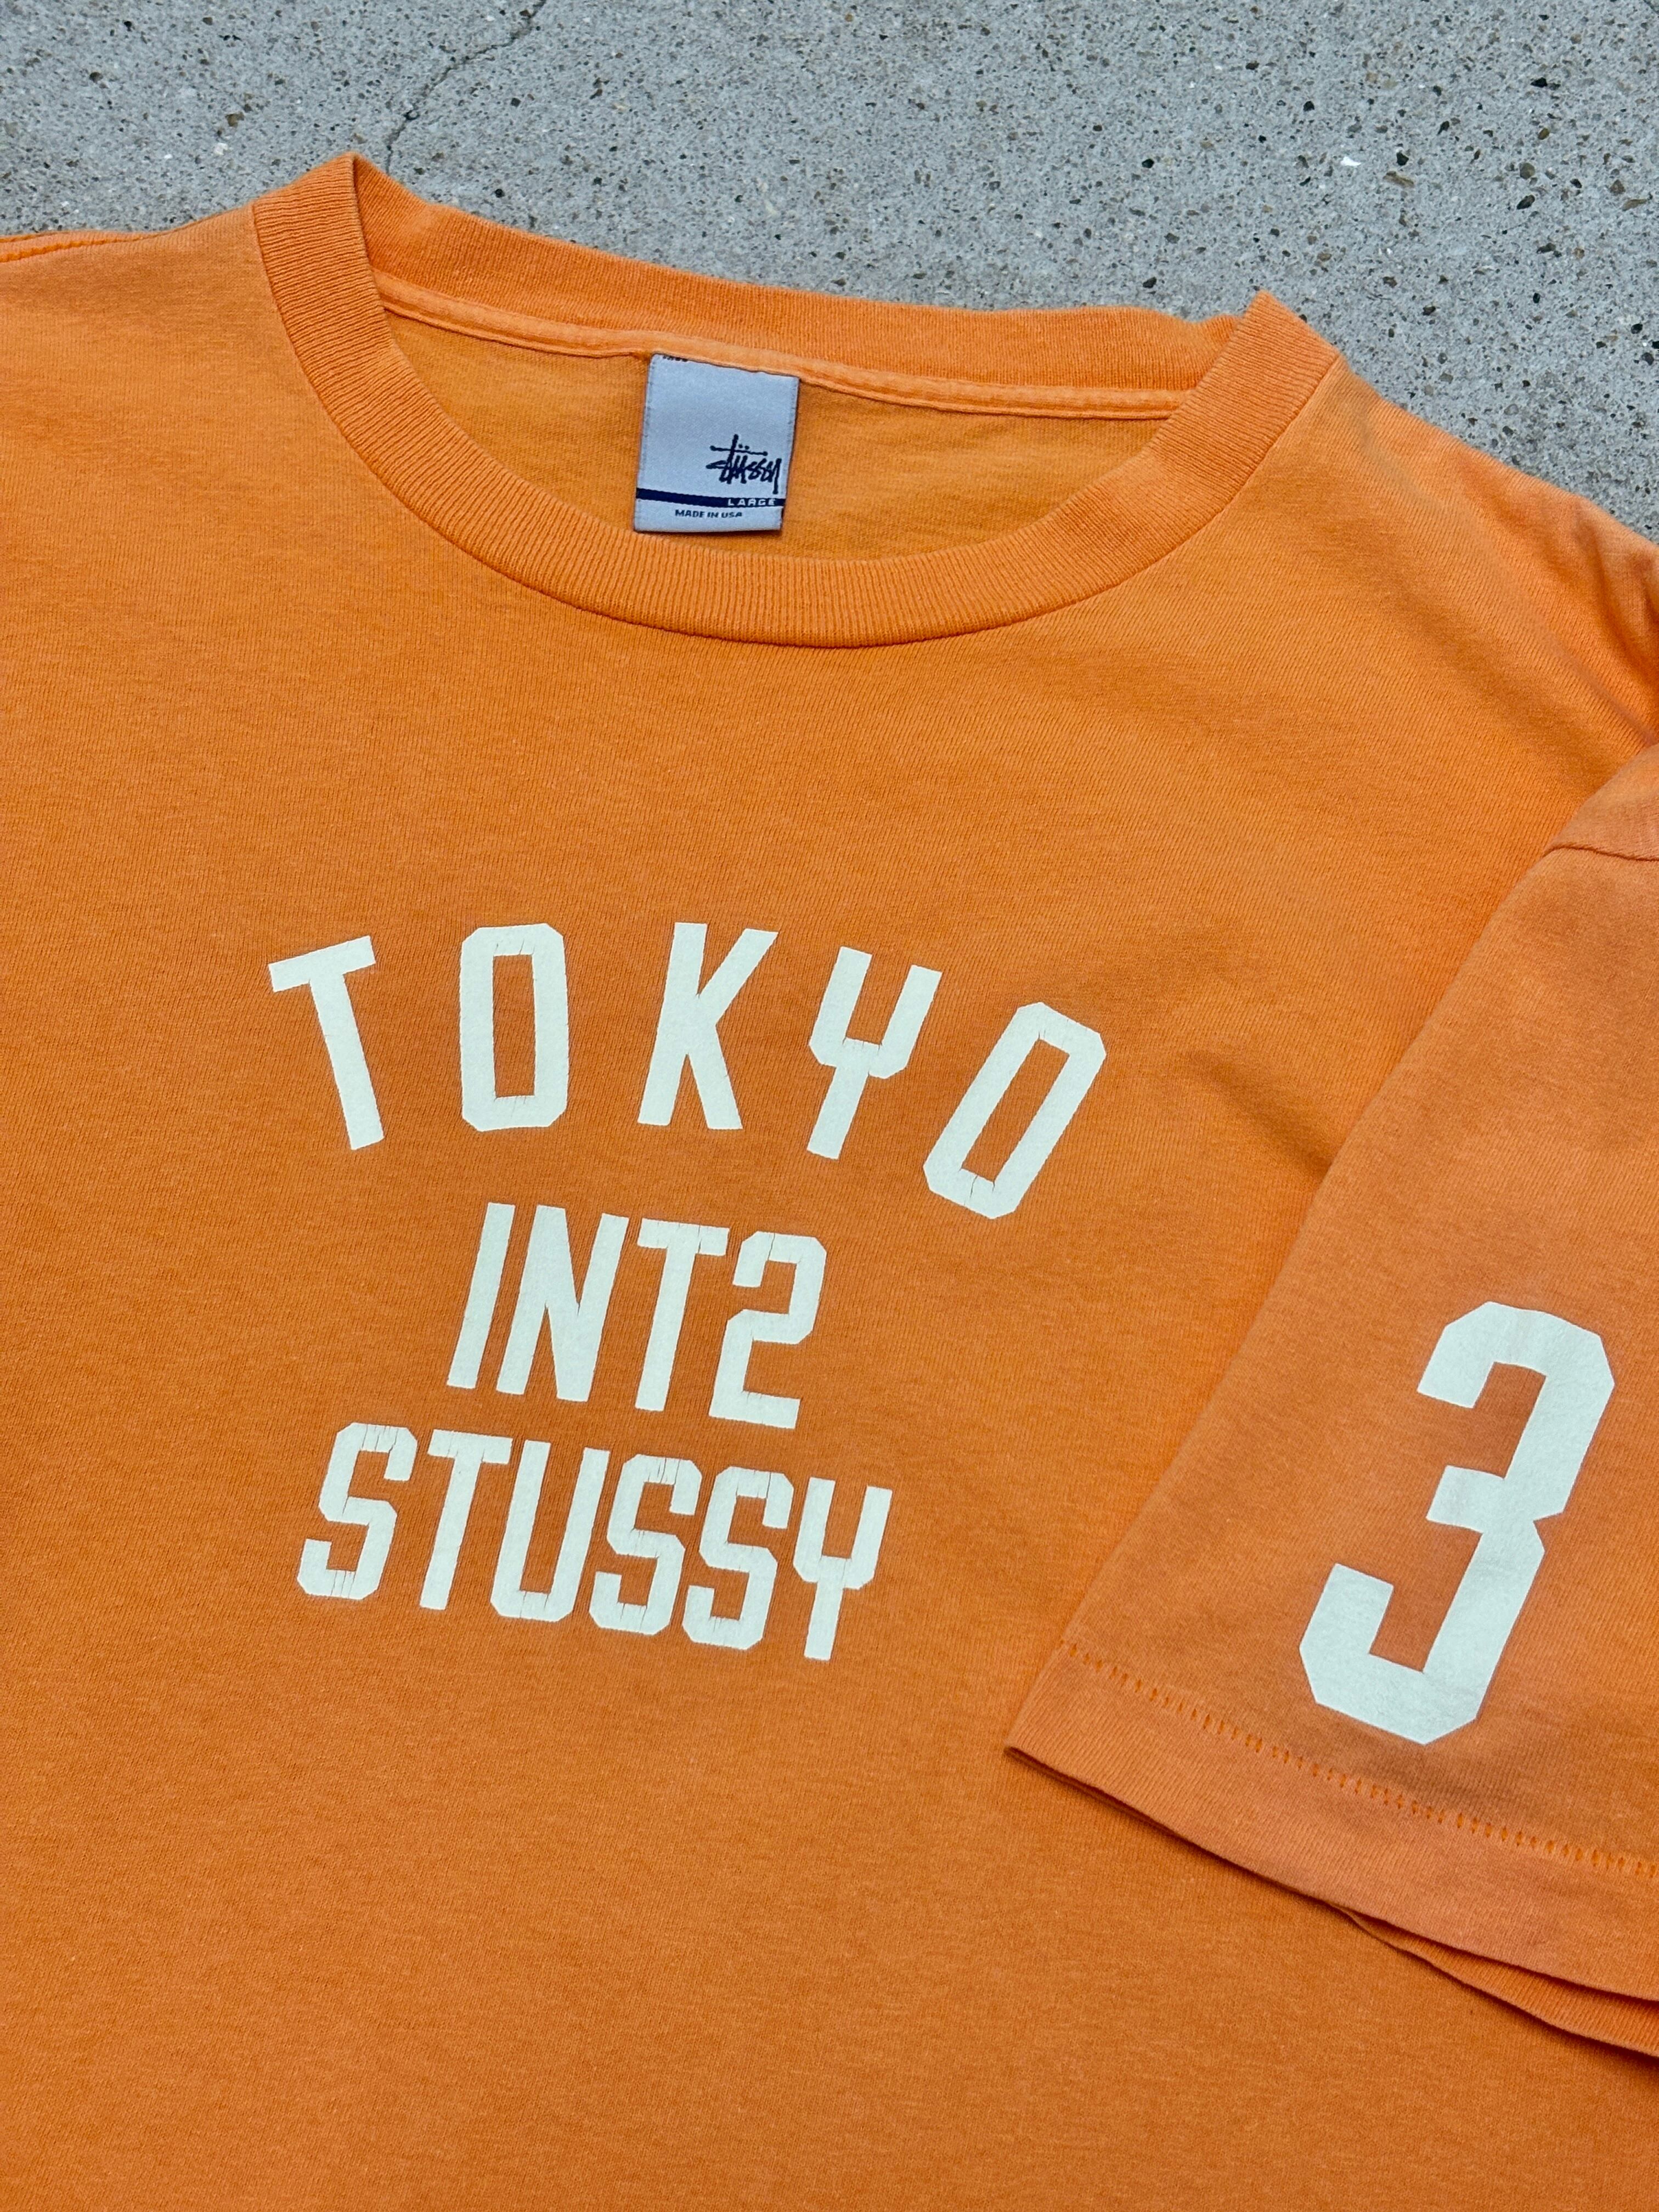 Stüssy
LARGE
MADE IN USA
TOKYO
INT2
STUSSY
3